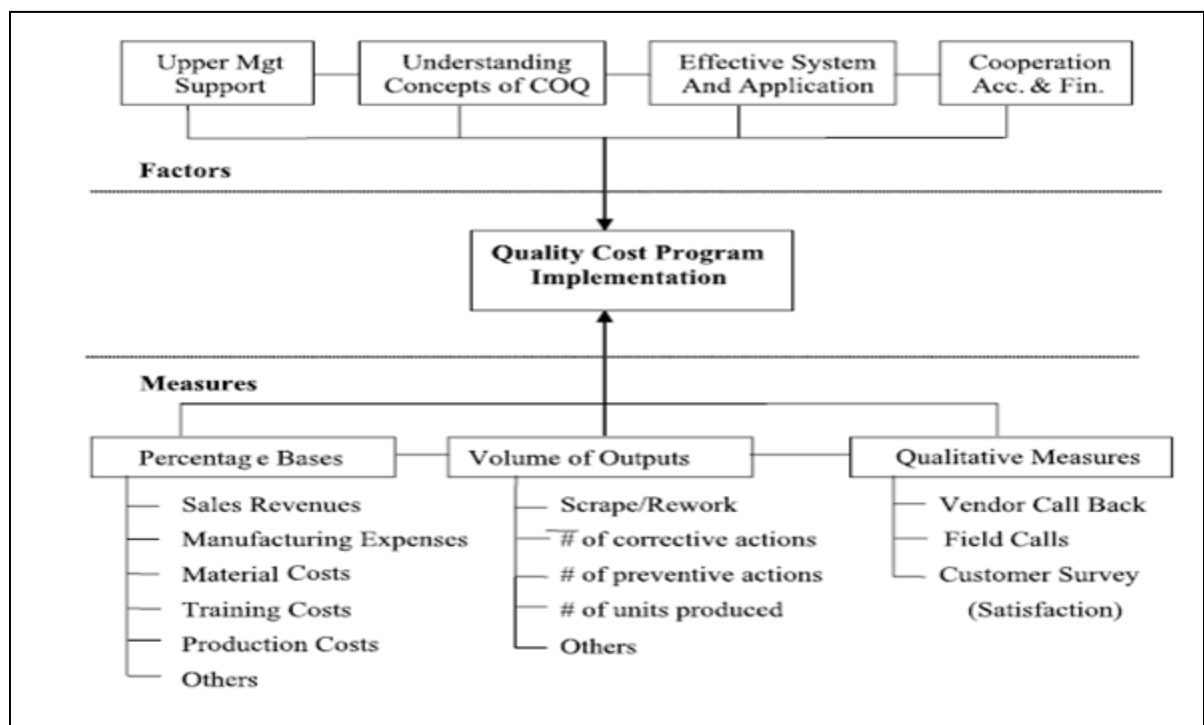 Upper Mgt
Support
Understanding
Concepts of COQ
Effective System
And Application
Cooperation
Acc. & Fin.
Factors
Quality Cost Program
Implementation
Measures
Percentag e Bases
Sales Revenues
Manufacturing Expenses
Material Costs
Training Costs
Production Costs
Others
Volume of Outputs
Scrape/Rework
# of corrective actions
# of preventive actions
# of units produced
Others
Qualitative Measures
Vendor Call Back
Field Calls
Customer Survey
(Satisfaction)